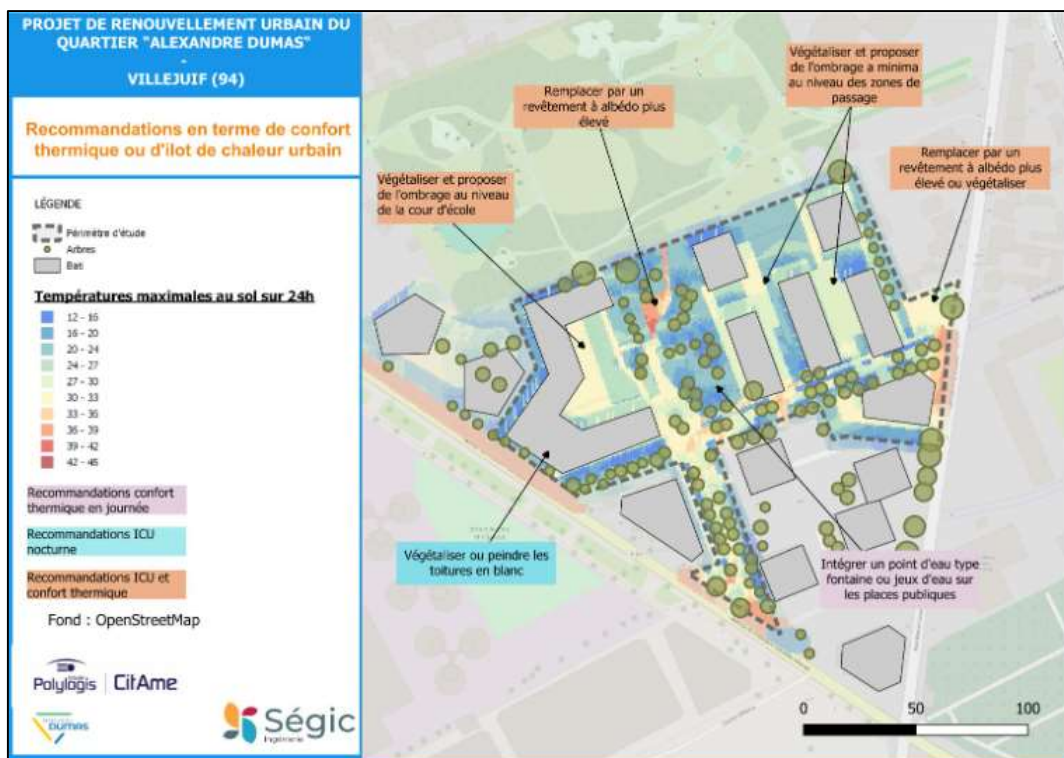 PROJET DE RENOUVELLEMENT URBAIN DU
QUARTIER "ALEXANDRE DUMAS"
-
VILLEJUIF (94)
Recommandations en terme de confort
thermique ou d'ilot de chaleur urbain
LÉGENDE
Périmètre d'étude
Arbres
Bati
Températures maximales au sol sur 24h
12 - 16
16 - 20
20 - 24
24 - 27
27 - 30
30 - 33
33 - 36
36 - 39
39 - 42
42 - 45
Recommandations confort
thermique en journée
Recommandations ICU
nocturne
Recommandations ICU et
confort thermique
Fond : OpenStreetMap
Polylogis
CitAme
DUMAS
Ségic
Ingénierie
Végétaliser et proposer
de l'ombrage a minima
au niveau des zones de
passage
Remplacer par un
revêtement à albédo plus
élevé
Remplacer par un
revêtement à albédo plus
élevé ou végétaliser
Végétaliser et proposer
de l'ombrage au niveau
de la cour d'école
Végétaliser ou peindre les
toitures en blanc
Intégrer un point d'eau type
fontaine ou jeux d'eau sur
les places publiques
0 50 100